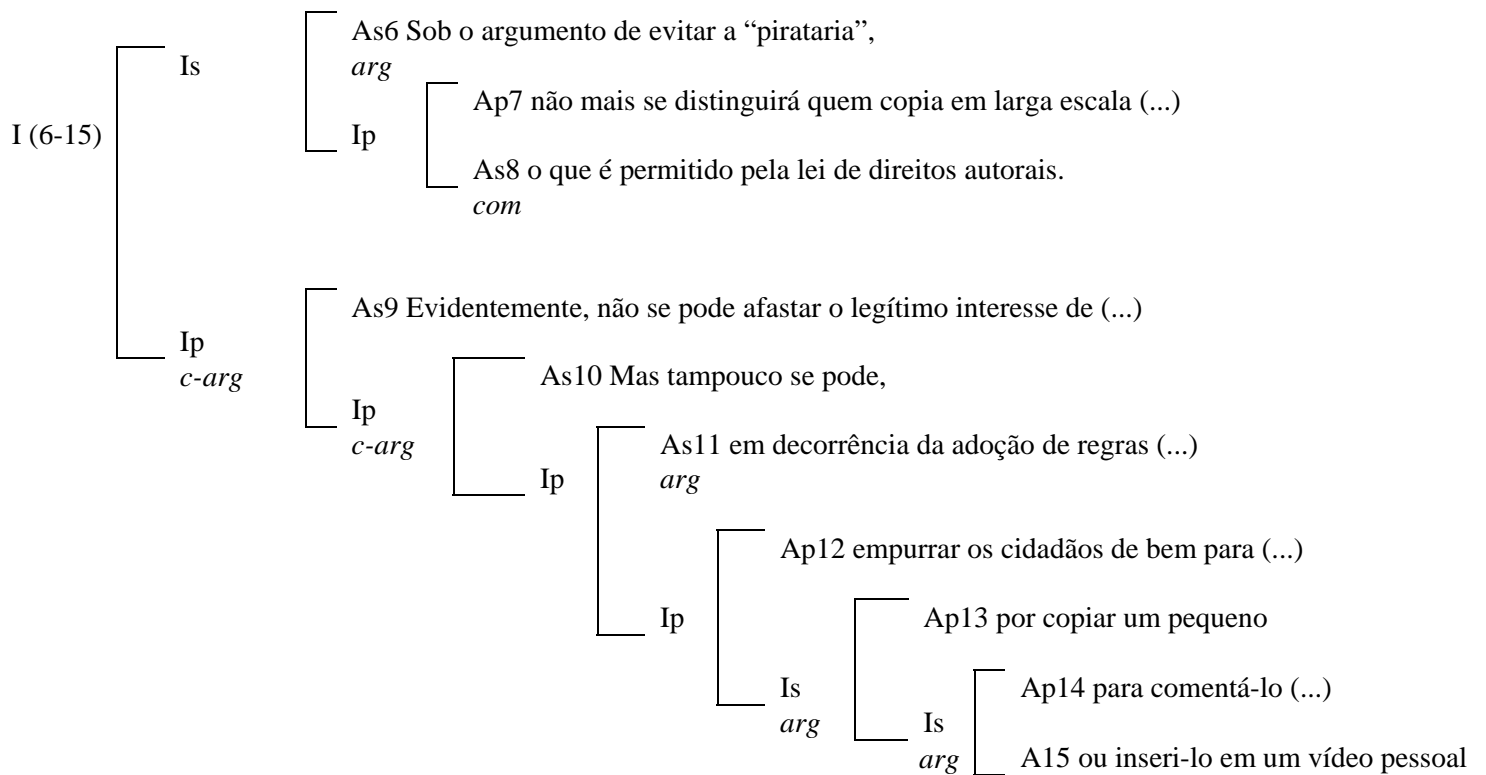 As6 Sob o argumento de evitar a “pirataria”,
Is
arg
Ap7 não mais se distinguirá quem copia em larga escala (...)
I (6-15)
Ip
As8 o que é permitido pela lei de direitos autorais.
com
As9 Evidentemente, não se pode afastar o legítimo interesse de (...)
Ip
c-arg
As10 Mas tampouco se pode,
Ip
c-arg
As11 em decorrência da adoção de regras (...)
Ip
arg
Ap12 empurrar os cidadãos de bem para (...)
Ip
Ap13 por copiar um pequeno
Is
arg
Ap14 para comentá-lo (...)
Is
arg
A15 ou inseri-lo em um vídeo pessoal